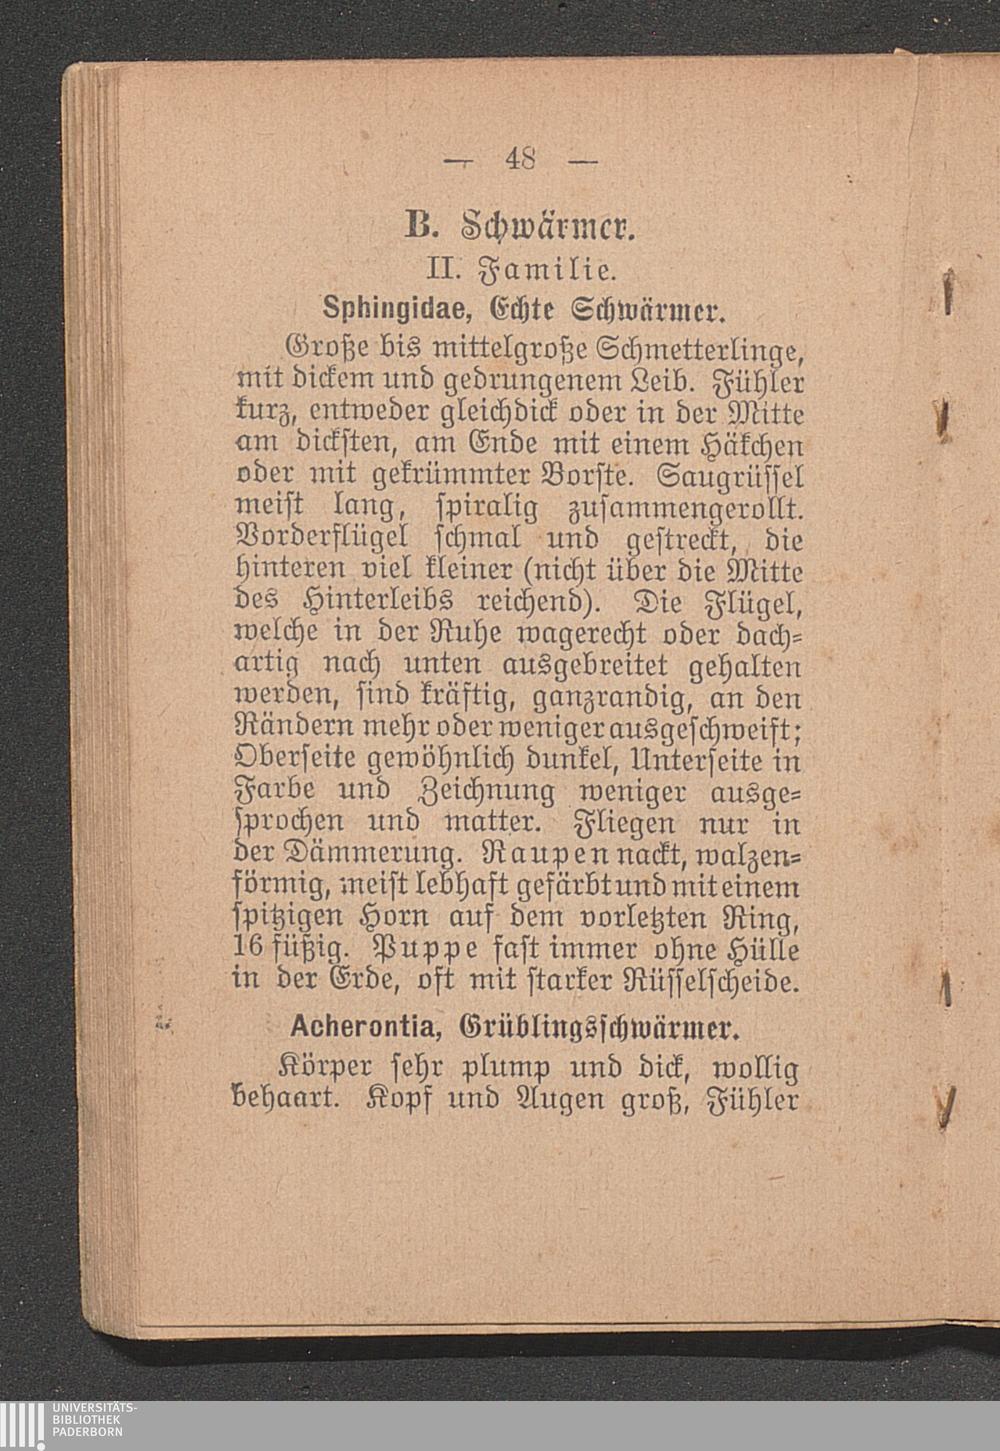 — 48 —
B. Schwärmer.
II. Familie.
Sphingidae, Echte Schwärmer.
Große bis mittelgroße Schmetterlinge,
mit dickem und gedrungenem Leib. Fühler
kurz, entweder gleichdick oder in der Mitte
am dicksten, am Ende mit einem Häkchen
oder mit gekrümmter Borste. Saugrüssel
meist lang, spiralig zusammengerollt.
Vorderflügel schmal und gestreckt, die
hinteren viel kleiner (nicht über die Mitte
des Hinterleibs reichend). Die Flügel,
welche in der Ruhe wagerecht oder dach-
artig nach unten ausgebreitet gehalten
werden, sind kräftig, ganzrandig, an den
Rändern mehr oder weniger ausgeschweift;
Oberseite gewöhnlich dunkel, Unterseite in
Farbe und Zeichnung weniger ausge-
sprochen und matter. Fliegen nur in
der Dämmerung. Raupen nackt, walzen-
förmig, meist lebhaft gefärbt und mit einem
spitzigen Horn auf dem vorletzten Ring,
16 füßig. Puppe fast immer ohne Hülle
in der Erde, oft mit starker Rüsselscheide.
Acherontia, Grüblingsschwärmer.
Körper sehr plump und dick, wollig
behaart. Kopf und Augen groß, Fühler
UNIVERSITÄTS-
BIBLIOTHEK
PADERBORN